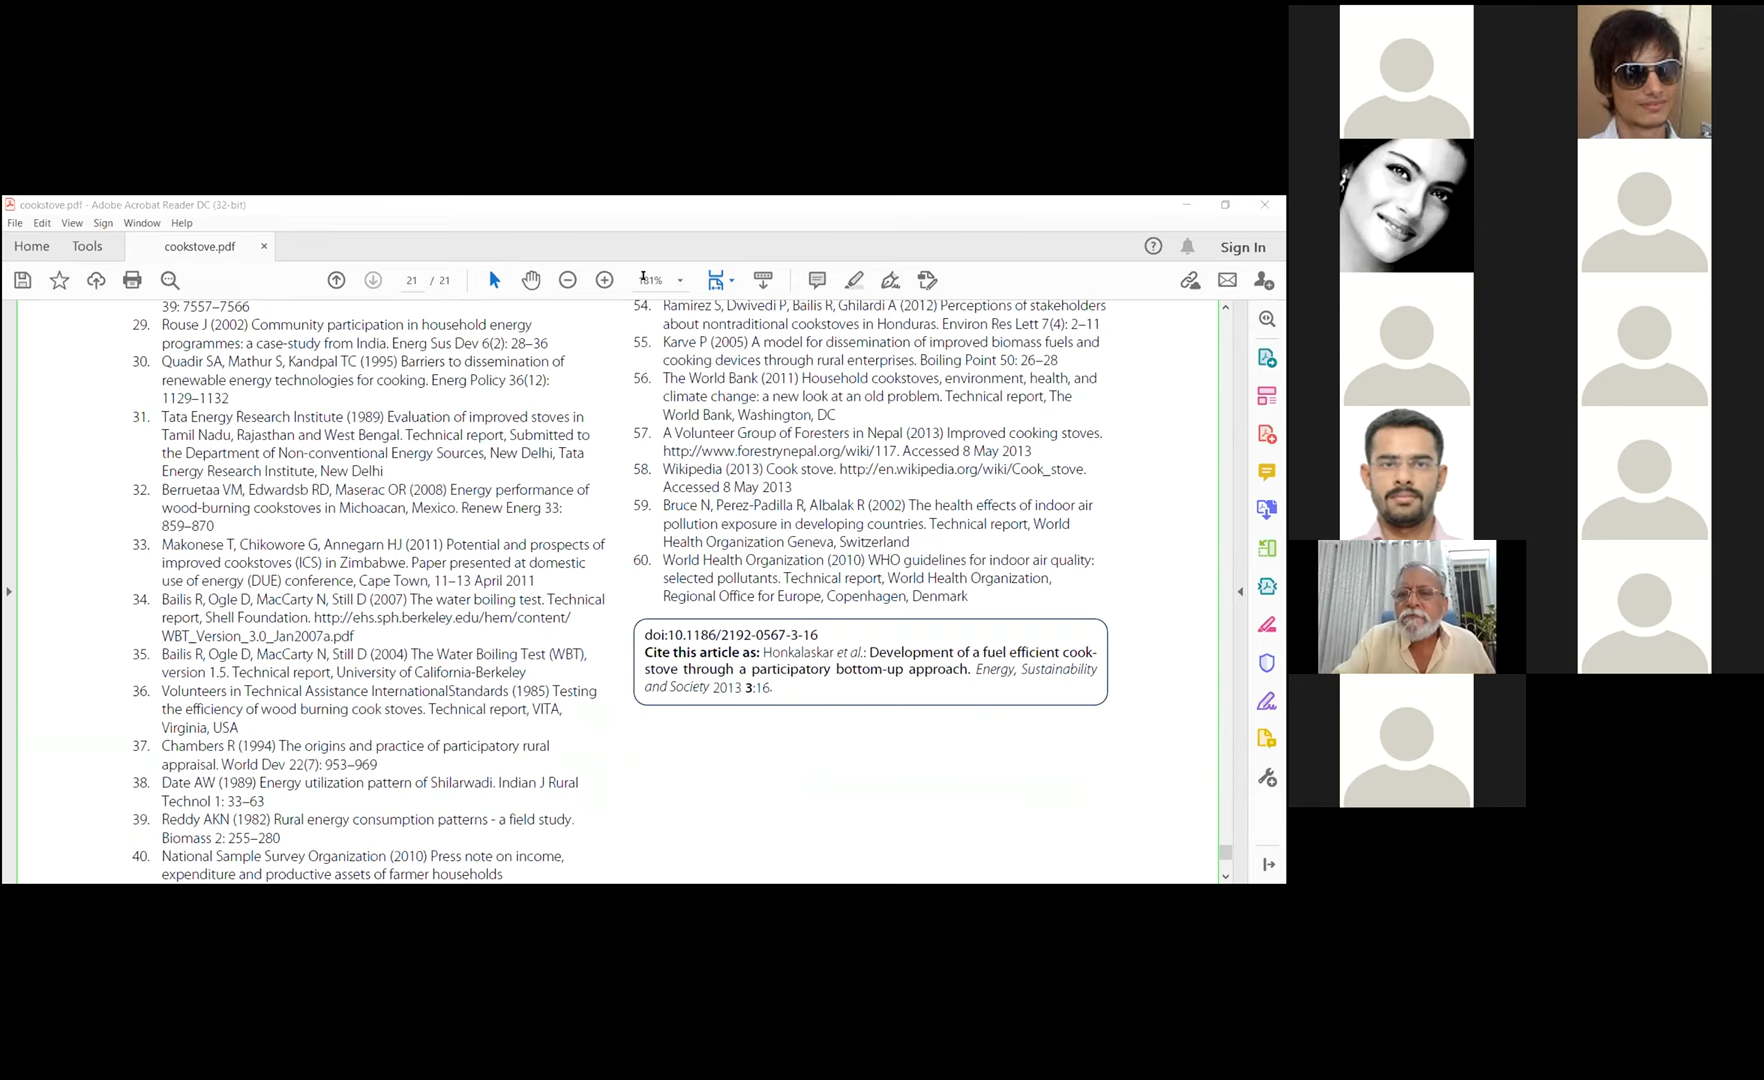 cookstove.pdf - Adobe Acrobat Reader DC (32-bit)
File Edit View Sign Window Help
Home Tools cookstove.pdf Sign In
21 / 21
39: 7557–7566
29. Rouse J (2002) Community participation in household energy
programmes: a case-study from India. Energ Sus Dev 6(2): 28–36
30. Quadir SA, Mathur S, Kandpal TC (1995) Barriers to dissemination of
renewable energy technologies for cooking. Energ Policy 36(12):
1129–1132
31. Tata Energy Research Institute (1989) Evaluation of improved stoves in
Tamil Nadu, Rajasthan and West Bengal. Technical report, Submitted to
the Department of Non-conventional Energy Sources, New Delhi, Tata
Energy Research Institute, New Delhi
32. Berruetaa VM, Edwardsb RD, Maserac OR (2008) Energy performance of
wood-burning cookstoves in Michoacan, Mexico. Renew Energ 33:
859–870
33. Makonese T, Chikowore G, Annegarn HJ (2011) Potential and prospects of
improved cookstoves (ICS) in Zimbabwe. Paper presented at domestic
use of energy (DUE) conference, Cape Town, 11–13 April 2011
34. Bailis R, Ogle D, MacCarty N, Still D (2007) The water boiling test. Technical
report, Shell Foundation. http://ehs.sph.berkeley.edu/hem/content/
WBT_Version_3.0_Jan2007a.pdf
35. Bailis R, Ogle D, MacCarty N, Still D (2004) The Water Boiling Test (WBT),
version 1.5. Technical report, University of California-Berkeley
36. Volunteers in Technical Assistance InternationalStandards (1985) Testing
the efficiency of wood burning cook stoves. Technical report, VITA,
Virginia, USA
37. Chambers R (1994) The origins and practice of participatory rural
appraisal. World Dev 22(7): 953–969
38. Date AW (1989) Energy utilization pattern of Shilarwadi. Indian J Rural
Technol 1: 33–63
39. Reddy AKN (1982) Rural energy consumption patterns - a field study.
Biomass 2: 255–280
40. National Sample Survey Organization (2010) Press note on income,
expenditure and productive assets of farmer households
54. Ramirez S, Dwivedi P, Bailis R, Ghilardi A (2012) Perceptions of stakeholders
about nontraditional cookstoves in Honduras. Environ Res Lett 7(4): 2–11
55. Karve P (2005) A model for dissemination of improved biomass fuels and
cooking devices through rural enterprises. Boiling Point 50: 26–28
56. The World Bank (2011) Household cookstoves, environment, health, and
climate change: a new look at an old problem. Technical report, The
World Bank, Washington, DC
57. A Volunteer Group of Foresters in Nepal (2013) Improved cooking stoves.
http://www.forestrynepal.org/wiki/117. Accessed 8 May 2013
58. Wikipedia (2013) Cook stove. http://en.wikipedia.org/wiki/Cook_stove.
Accessed 8 May 2013
59. Bruce N, Perez-Padilla R, Albalak R (2002) The health effects of indoor air
pollution exposure in developing countries. Technical report, World
Health Organization Geneva, Switzerland
60. World Health Organization (2010) WHO guidelines for indoor air quality:
selected pollutants. Technical report, World Health Organization,
Regional Office for Europe, Copenhagen, Denmark
doi:10.1186/2192-0567-3-16
Cite this article as: Honkalaskar et al.: Development of a fuel efficient cook-
stove through a participatory bottom-up approach. Energy, Sustainability
and Society 2013 3:16.